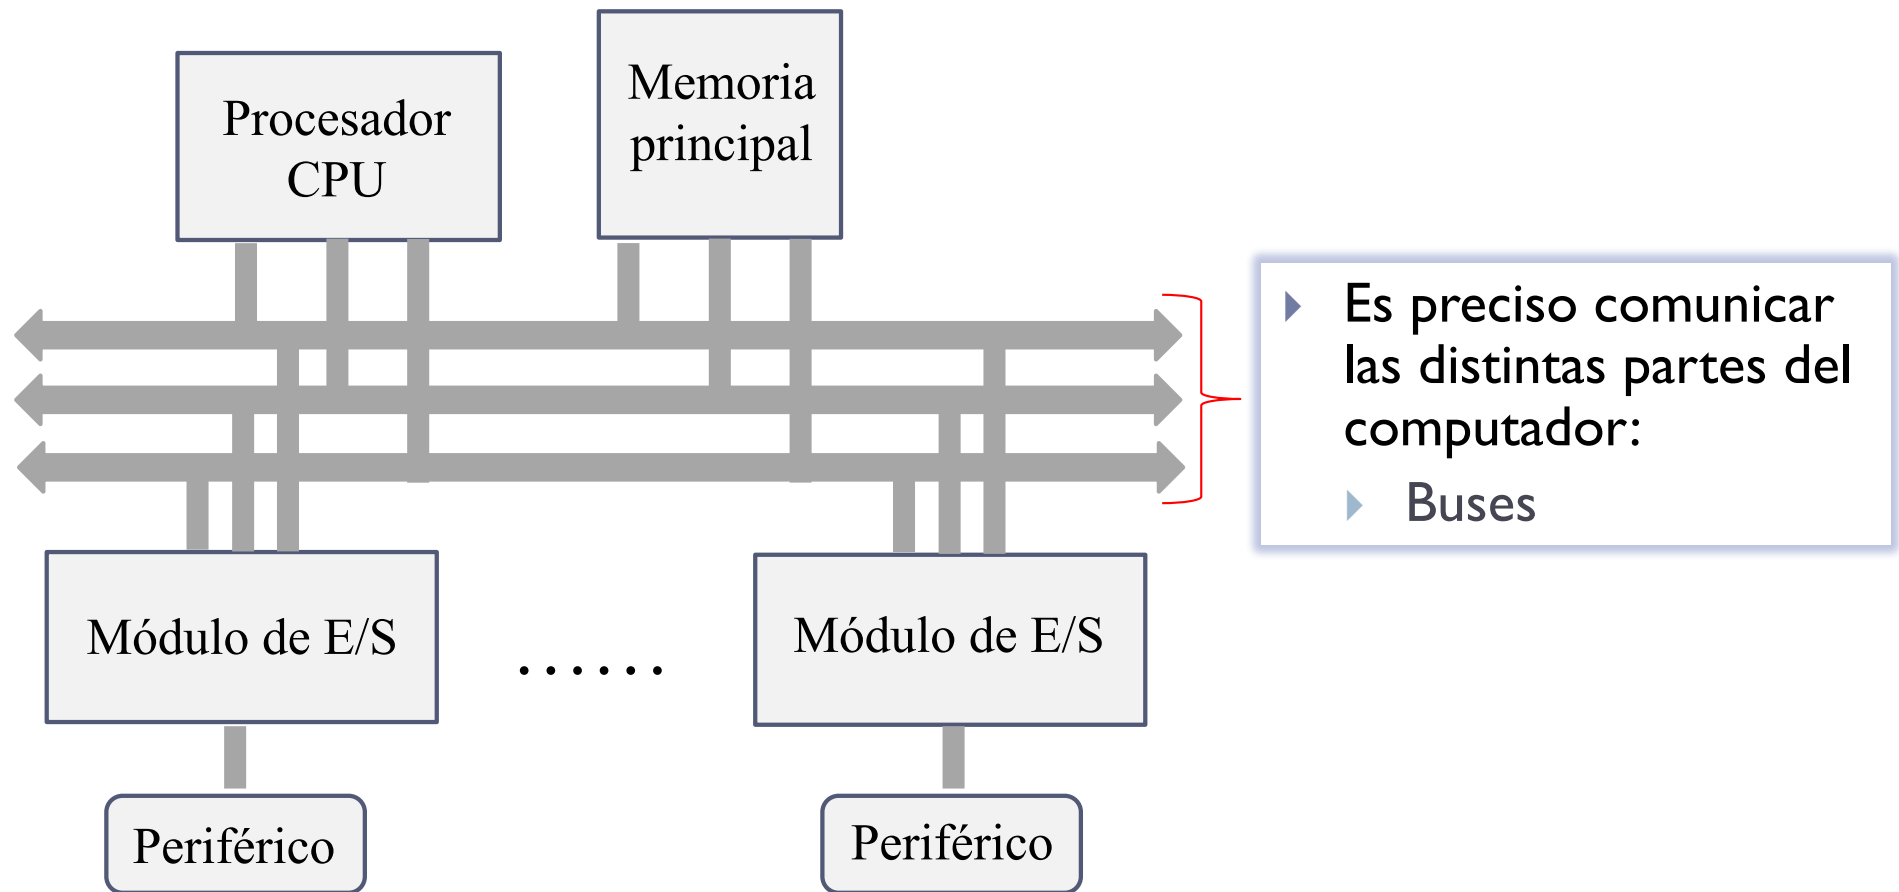 Procesador
CPU
Memoria
principal
Es preciso comunicar
las distintas partes del
computador:
Buses
Módulo de E/S
......
Módulo de E/S
Periférico
Periférico